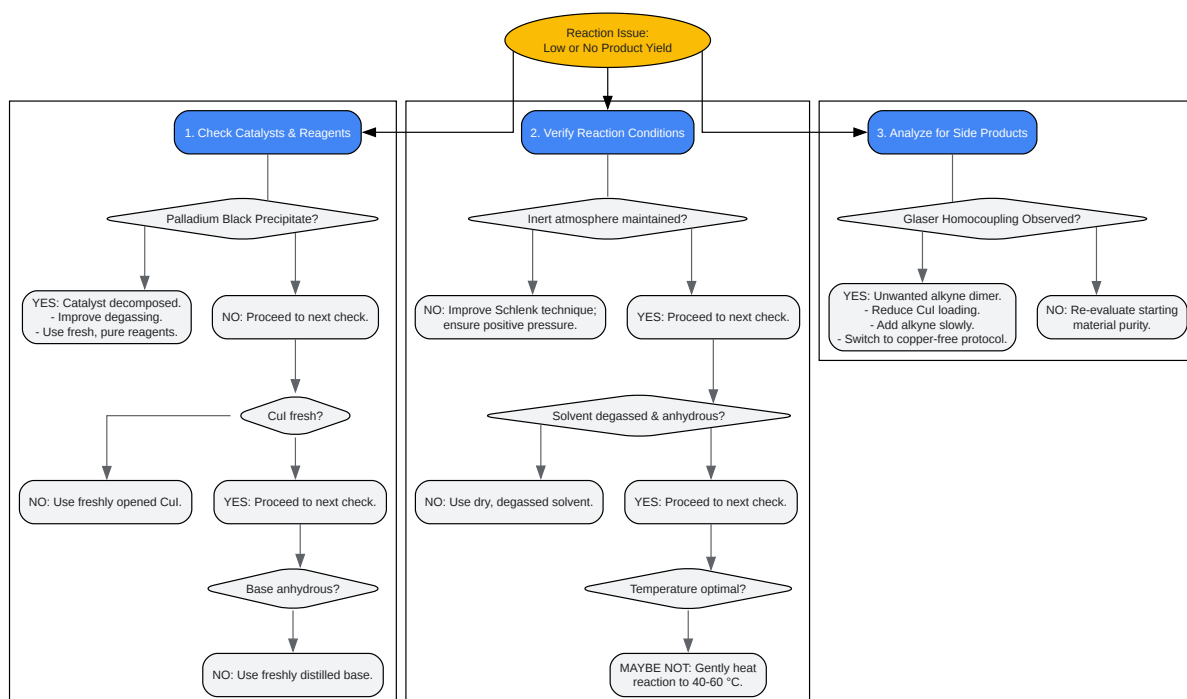 Reaction Issue:
Low or No Product Yield
1. Check Catalysts & Reagents
Palladium Black Precipitate?
YES: Catalyst decomposed.
- Improve degassing.
- Use fresh, pure reagents.
NO: Proceed to next check.
CuI fresh?
NO: Use freshly opened CuI.
YES: Proceed to next check.
Base anhydrous?
NO: Use freshly distilled base.
2. Verify Reaction Conditions
Inert atmosphere maintained?
NO: Improve Schlenk technique;
ensure positive pressure.
YES: Proceed to next check.
Solvent degassed & anhydrous?
NO: Use dry, degassed solvent.
YES: Proceed to next check.
Temperature optimal?
MAYBE NOT: Gently heat
reaction to 40-60 °C.
3. Analyze for Side Products
Glaser Homocoupling Observed?
YES: Unwanted alkyne dimer.
- Reduce CuI loading.
- Add alkyne slowly.
- Switch to copper-free protocol.
NO: Re-evaluate starting
material purity.